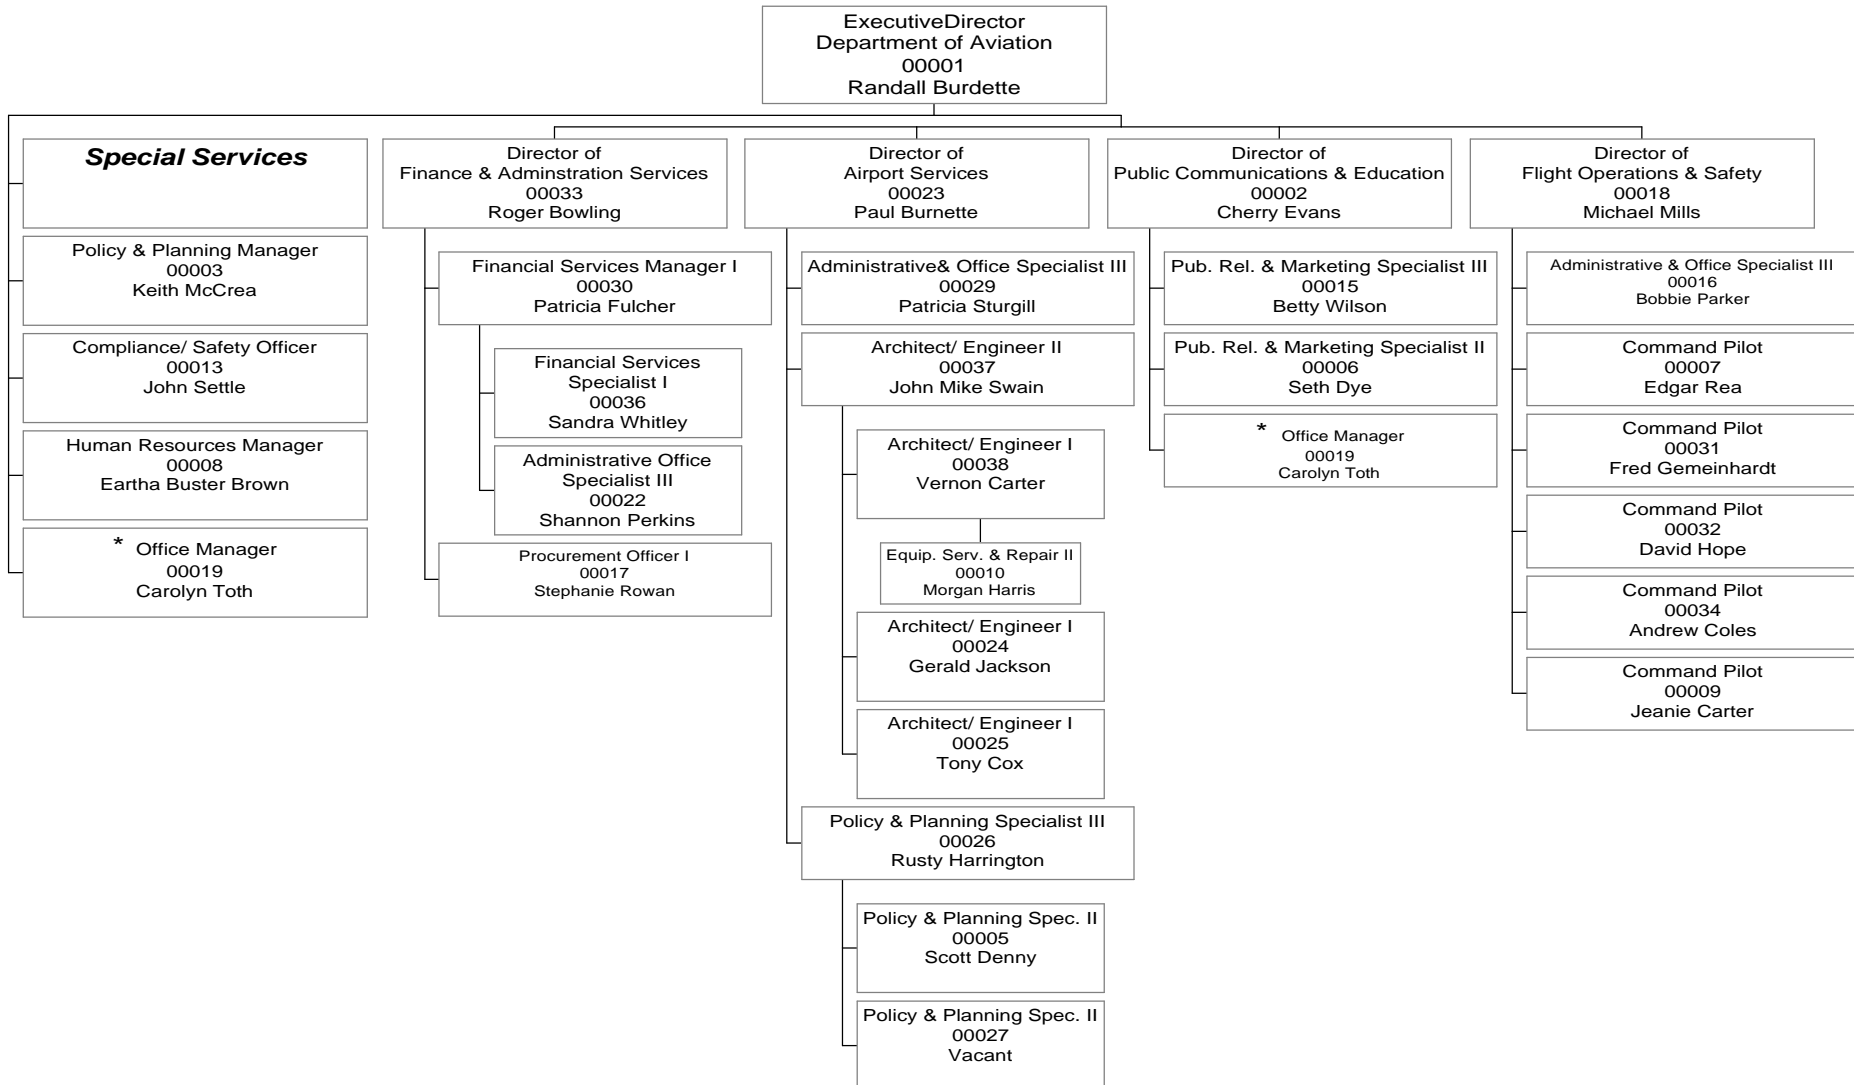 ExecutiveDirector
Department of Aviation
00001
Randall Burdette
Special Services
Policy & Planning Manager
00003
Keith McCrea
Compliance/ Safety Officer
00013
John Settle
Human Resources Manager
00008
Eartha Buster Brown
* Office Manager
00019
Carolyn Toth
Director of
Finance & Adminstration Services
00033
Roger Bowling
Financial Services Manager I
00030
Patricia Fulcher
Financial Services
Specialist I
00036
Sandra Whitley
Administrative Office
Specialist III
00022
Shannon Perkins
Procurement Officer I
00017
Stephanie Rowan
Director of
Airport Services
00023
Paul Burnette
Administrative& Office Specialist III
00029
Patricia Sturgill
Architect/ Engineer II
00037
John Mike Swain
Architect/ Engineer I
00038
Vernon Carter
Equip. Serv. & Repair II
00010
Morgan Harris
Architect/ Engineer I
00024
Gerald Jackson
Architect/ Engineer I
00025
Tony Cox
Policy & Planning Specialist III
00026
Rusty Harrington
Policy & Planning Spec. II
00005
Scott Denny
Policy & Planning Spec. II
00027
Vacant
Director of
Public Communications & Education
00002
Cherry Evans
Pub. Rel. & Marketing Specialist III
00015
Betty Wilson
Pub. Rel. & Marketing Specialist II
00006
Seth Dye
* Office Manager
00019
Carolyn Toth
Director of
Flight Operations & Safety
00018
Michael Mills
Administrative & Office Specialist III
00016
Bobbie Parker
Command Pilot
00007
Edgar Rea
Command Pilot
00031
Fred Gemeinhardt
Command Pilot
00032
David Hope
Command Pilot
00034
Andrew Coles
Command Pilot
00009
Jeanie Carter